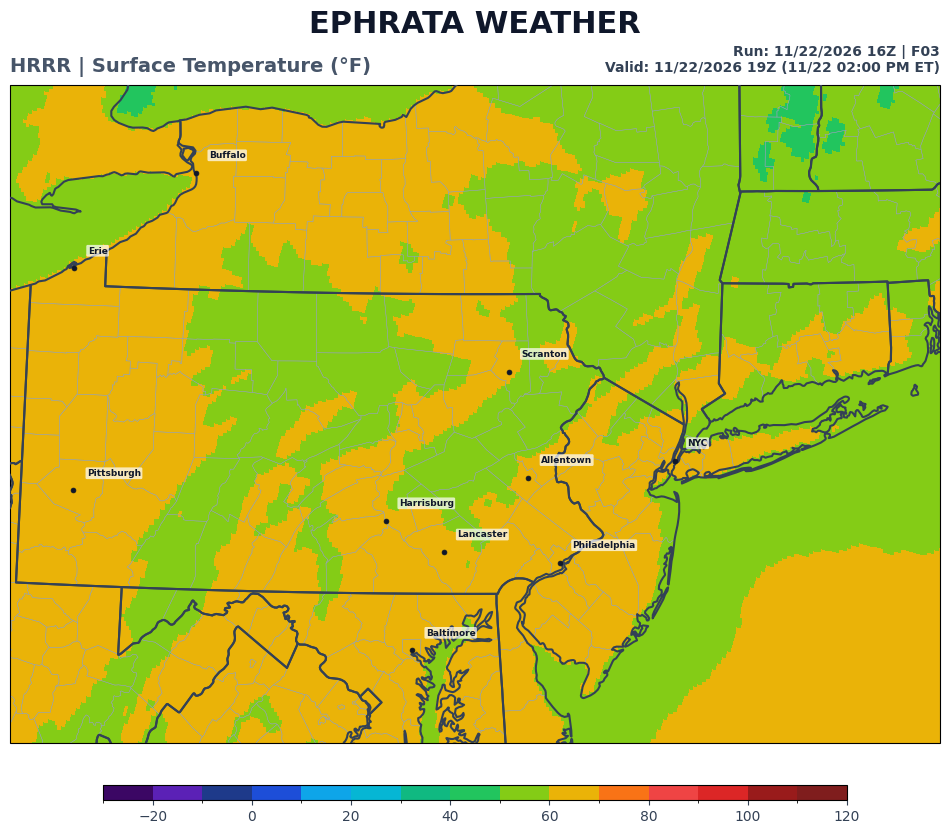 EPHRATA WEATHER
HRRR | Surface Temperature (°F)
Run: 11/22/2026 16Z | F03
Valid: 11/22/2026 19Z (11/22 02:00 PM ET)
Buffalo
Erie
Scranton
NYC
Allentown
Pittsburgh
Harrisburg
Lancaster
Philadelphia
Baltimore
−20 0 20 40 60 80 100 120